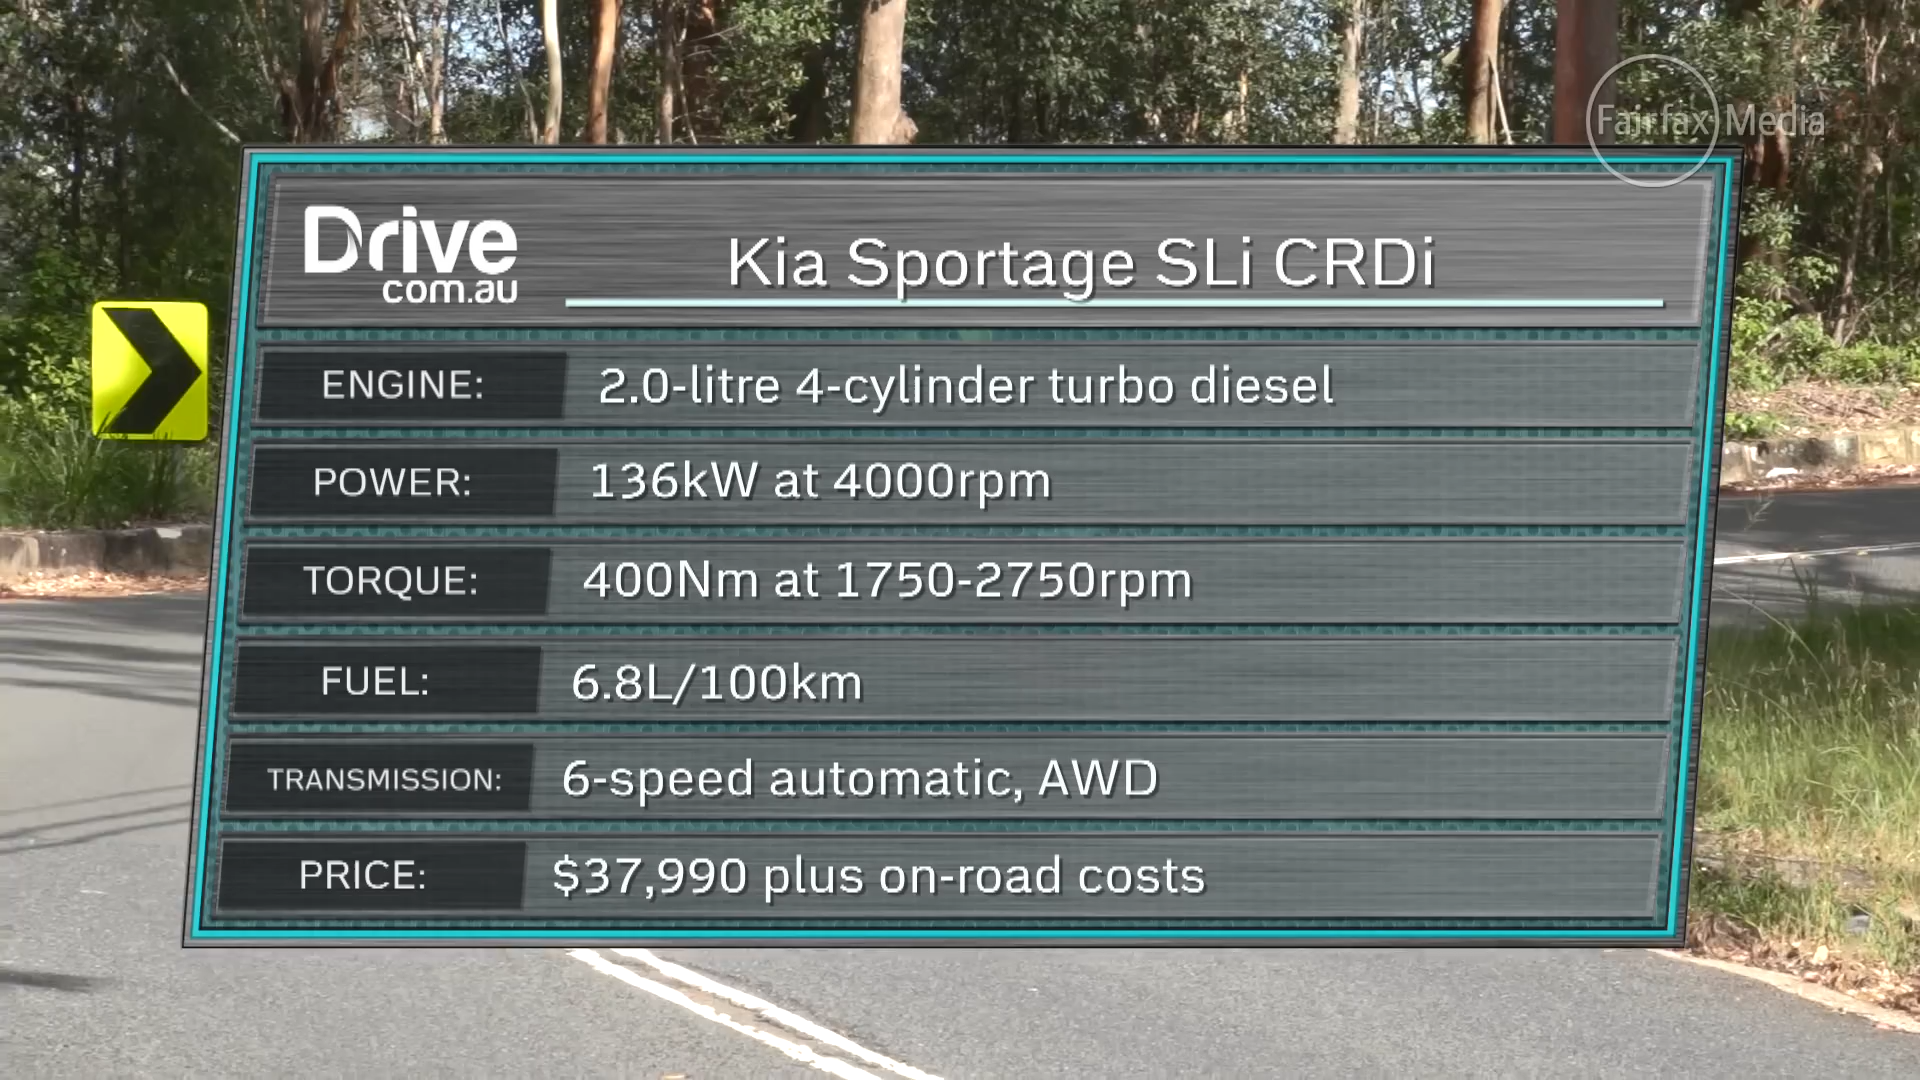 Fairfax Media
Drive
com.au
Kia Sportage SLi CRDi
ENGINE: 2.0-litre 4-cylinder turbo diesel
POWER: 136kW at 4000rpm
TORQUE: 400Nm at 1750-2750rpm
FUEL: 6.8L/100km
TRANSMISSION: 6-speed automatic, AWD
PRICE: $37,990 plus on-road costs